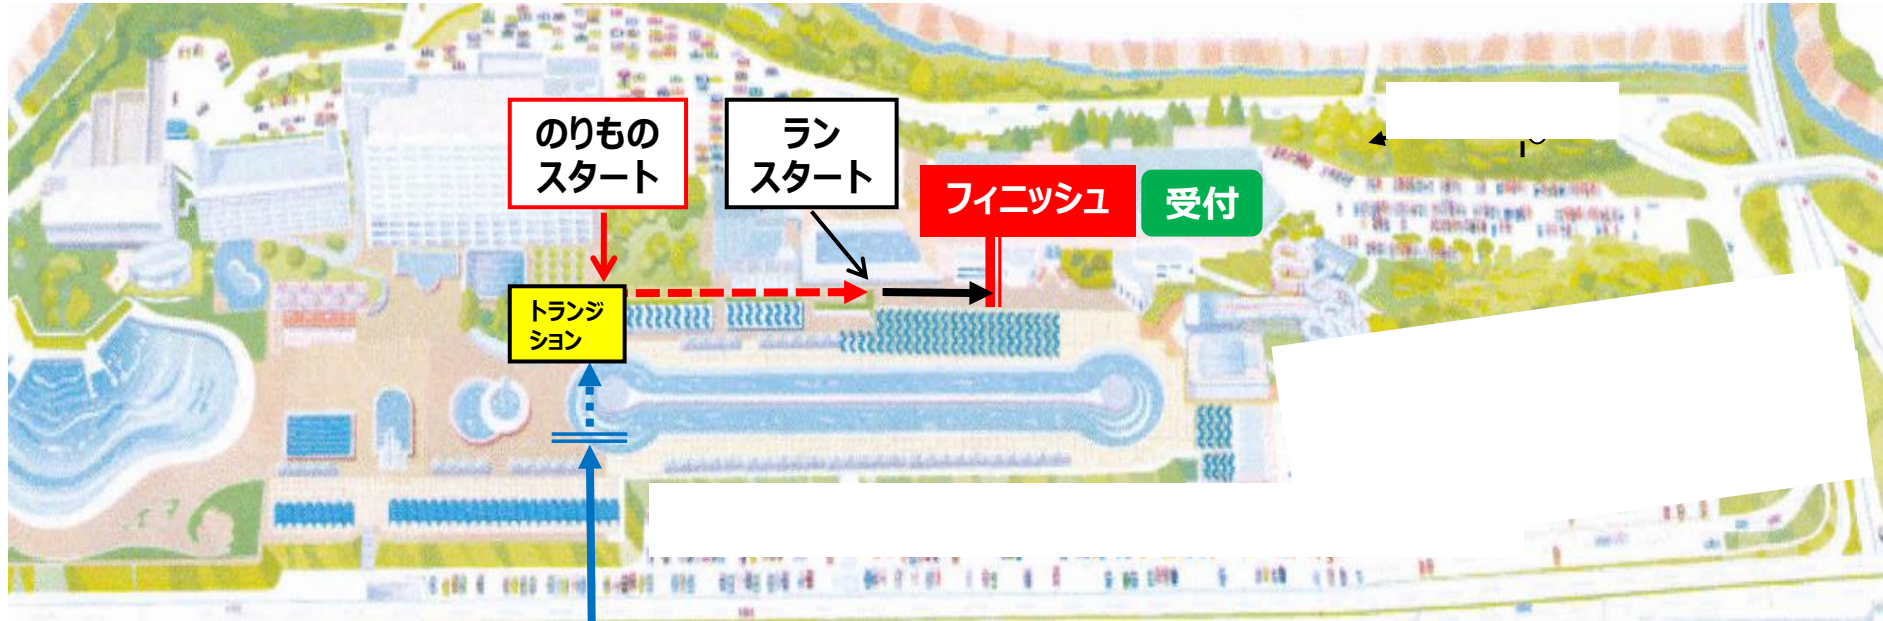 のりもの
スタート
ラン
スタート
フィニッシュ
受付
トランジ
ション